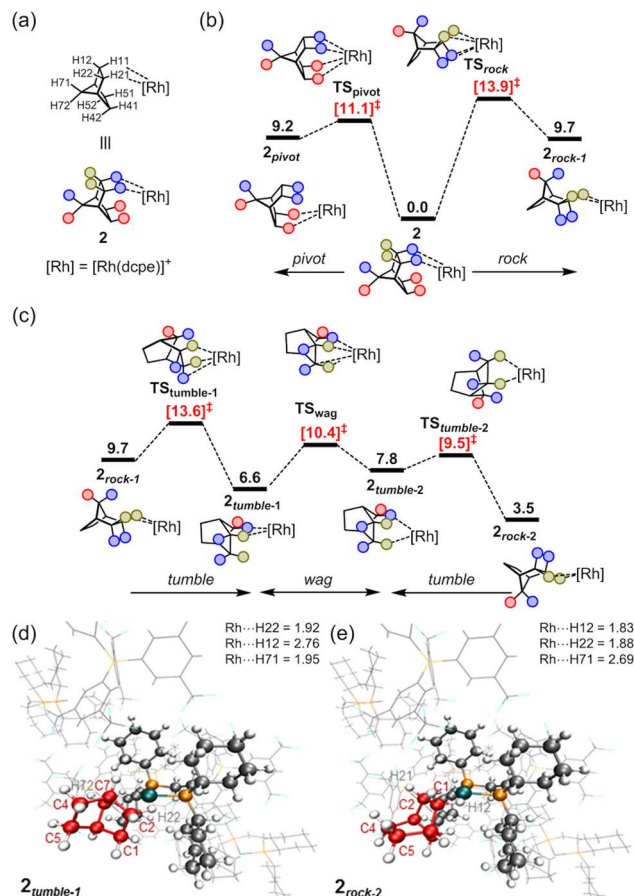 (a)
H12 H11
H22 H21
H71 [Rh]
H72 H52 H51
H42 H41
≡
[Rh]
2
[Rh] = [Rh(dcpe)]⁺
(b)
[Rh]
TSpivot
[11.1]‡
9.2
2pivot
[Rh]
[Rh]
TSrock
[13.9]‡
9.7
2rock-1
[Rh]
0.0
2
[Rh]
pivot
rock
(c)
[Rh]
TStumble-1
[13.6]‡
9.7
2rock-1
[Rh]
6.6
2tumble-1
[Rh]
[Rh]
TSwag
[10.4]‡
7.8
2tumble-2
[Rh]
[Rh]
TStumble-2
[9.5]‡
3.5
2rock-2
[Rh]
tumble
wag
tumble
(d)
Rh···H22 = 1.92
Rh···H12 = 2.76
Rh···H71 = 1.95
H72
C7
C4
C5
C2
C1
H22
2tumble-1
(e)
Rh···H12 = 1.83
Rh···H22 = 1.88
Rh···H71 = 2.69
H21
C1
C2
C4
C5
H12
2rock-2